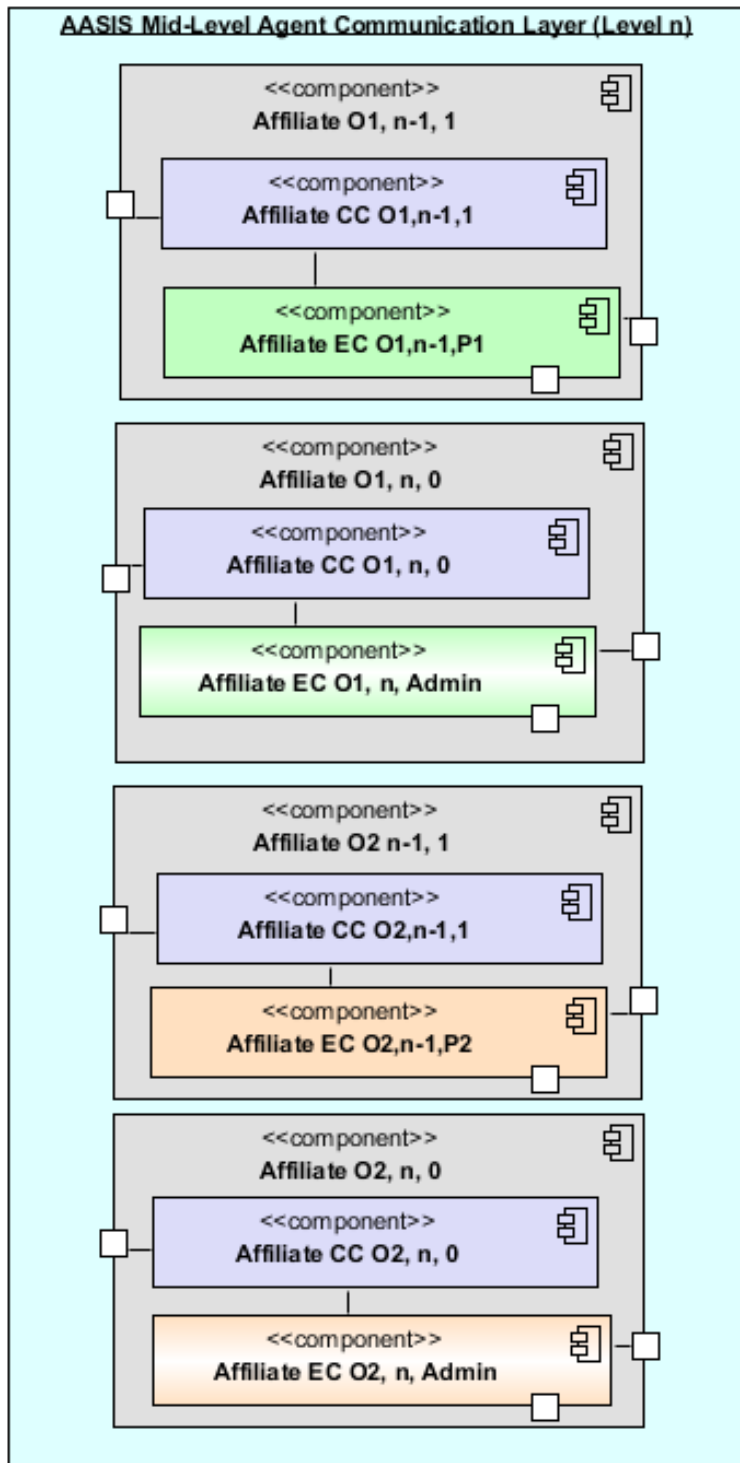 AASIS Mid-Level Agent Communication Layer (Level n)
<<component>>
Affiliate O1, n-1, 1
<<component>>
Affiliate CC O1,n-1,1
<<component>>
Affiliate EC O1,n-1,P1
<<component>>
Affiliate O1, n, 0
<<component>>
Affiliate CC O1, n, 0
<<component>>
Affiliate EC O1, n, Admin
<<component>>
Affiliate O2 n-1, 1
<<component>>
Affiliate CC O2,n-1,1
<<component>>
Affiliate EC O2,n-1,P2
<<component>>
Affiliate O2, n, 0
<<component>>
Affiliate CC O2, n, 0
<<component>>
Affiliate EC O2, n, Admin